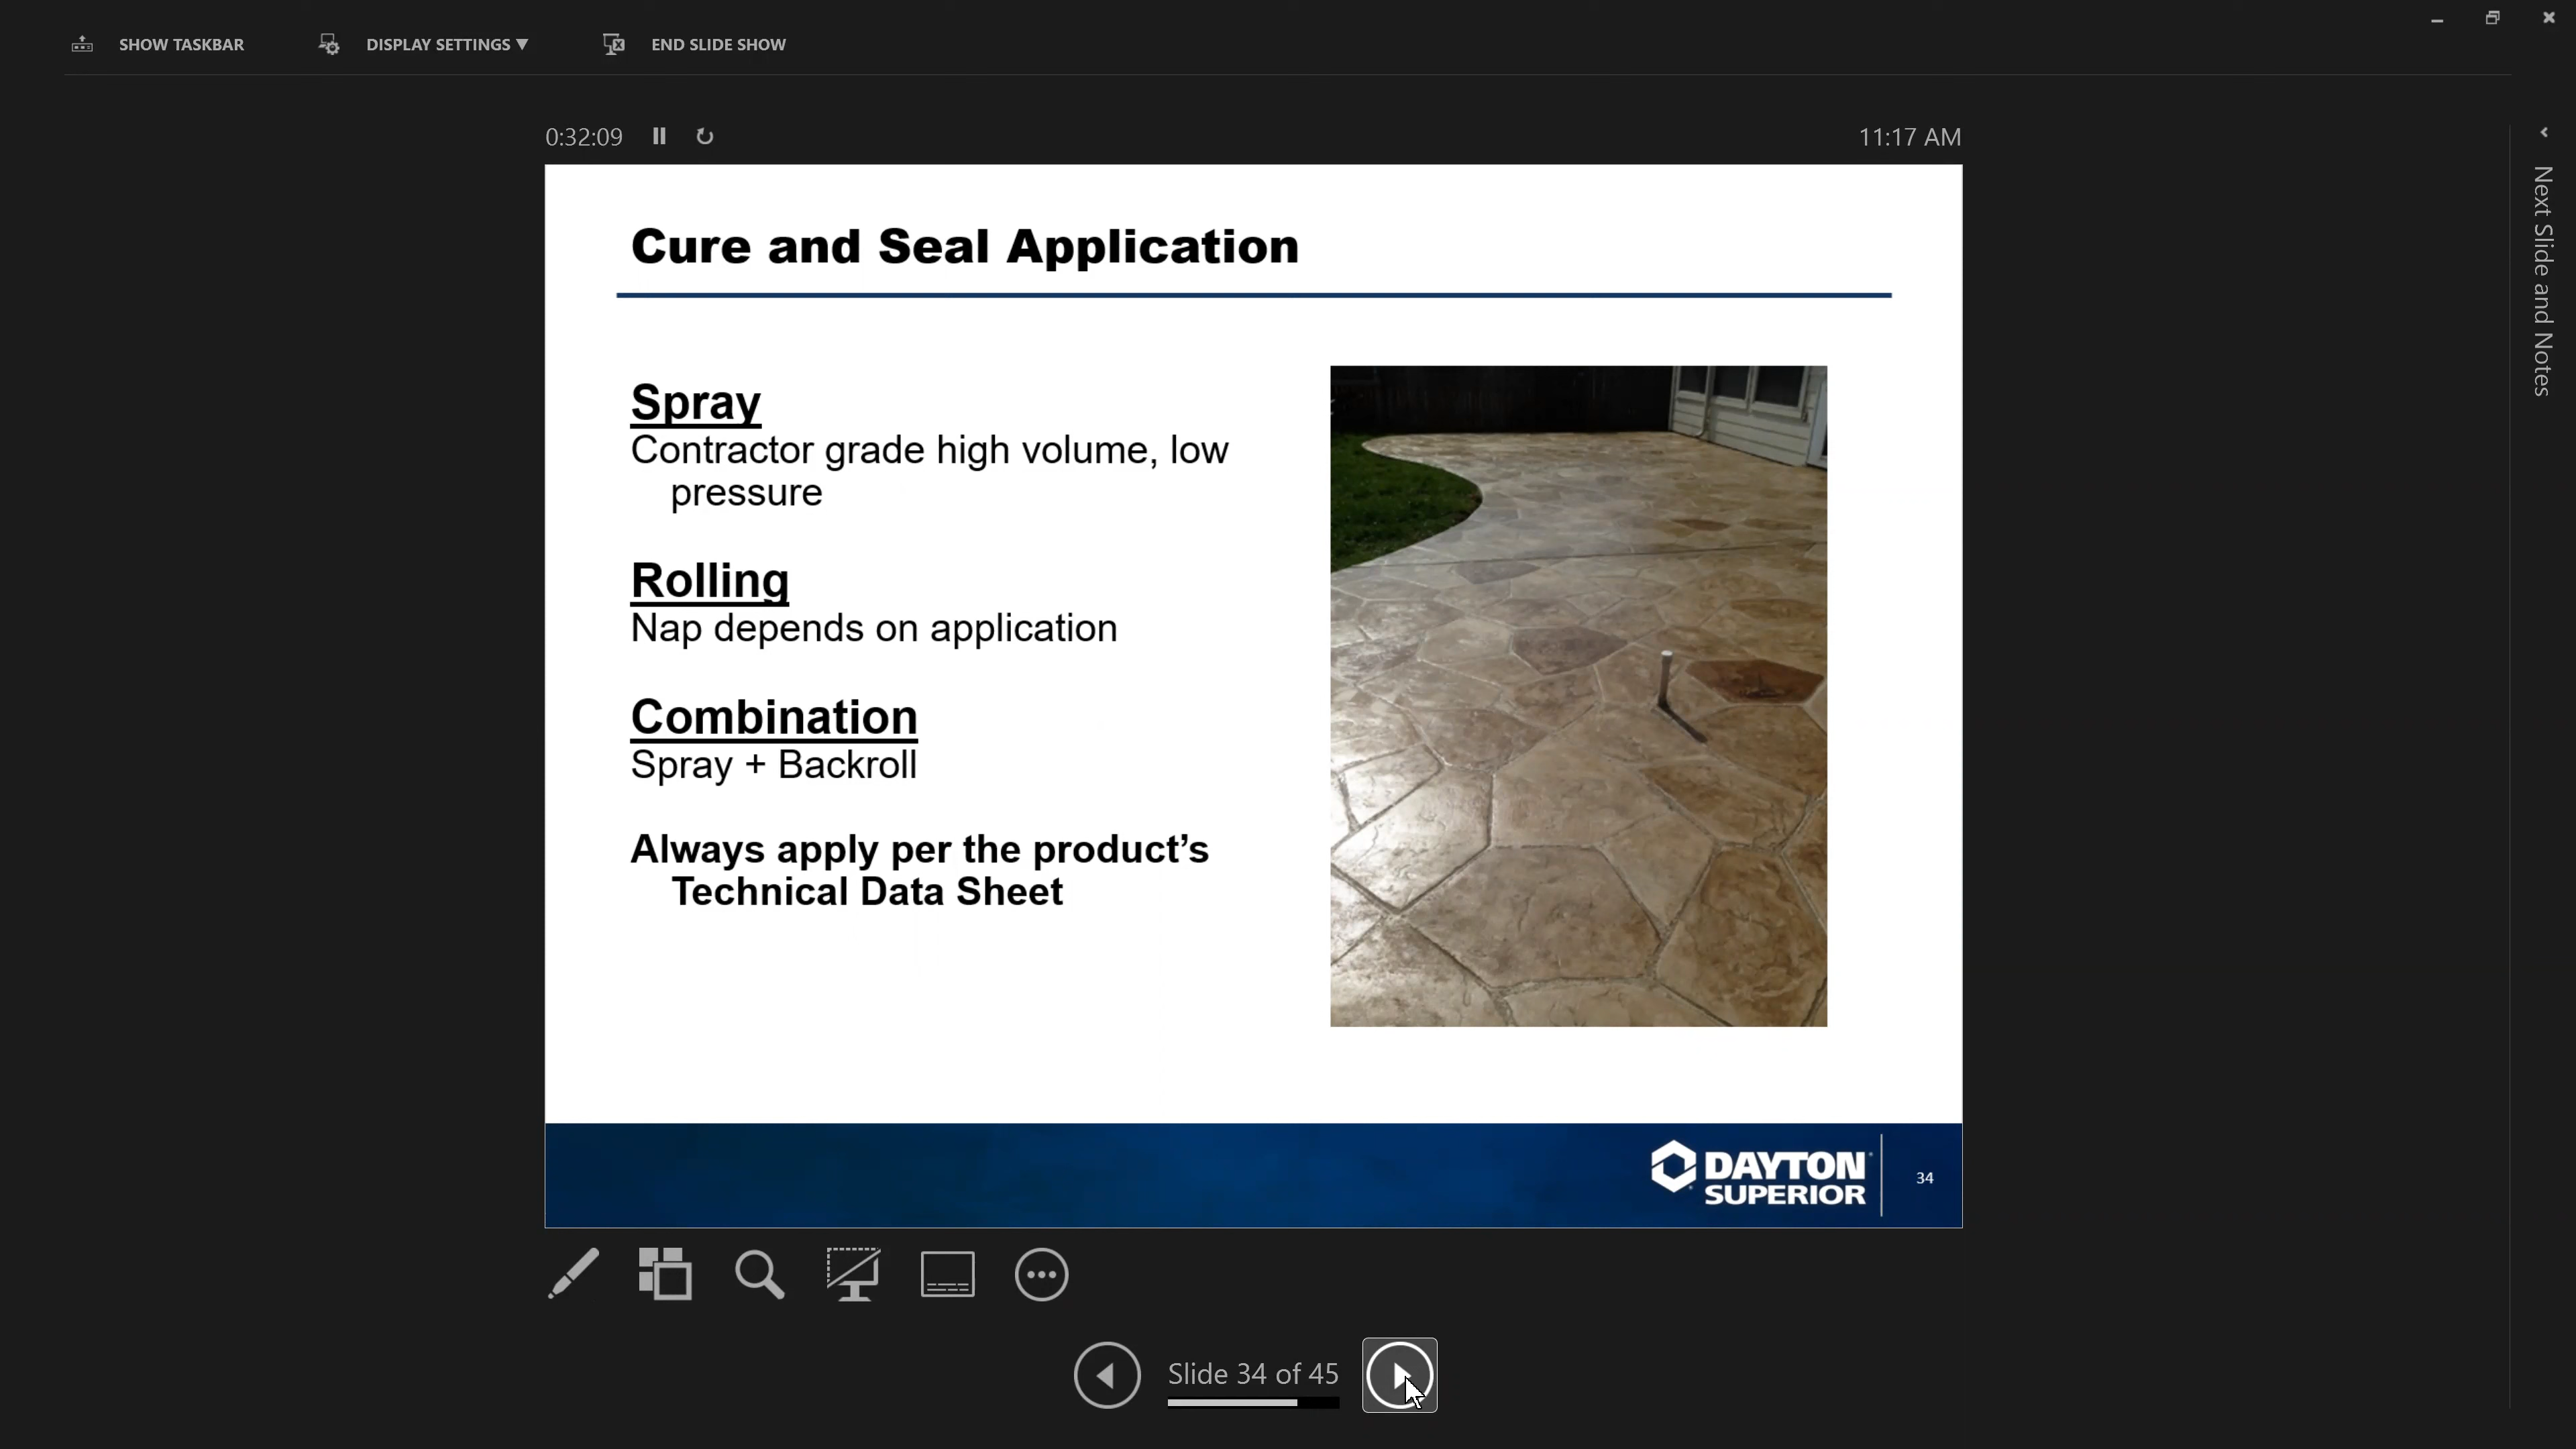 SHOW TASKBAR
DISPLAY SETTINGS ▼
END SLIDE SHOW
0:32:09
11:17 AM
Next Slide and Notes
Cure and Seal Application
Spray
Contractor grade high volume, low
pressure
Rolling
Nap depends on application
Combination
Spray + Backroll
Always apply per the product’s
Technical Data Sheet
DAYTON
SUPERIOR
34
Slide 34 of 45